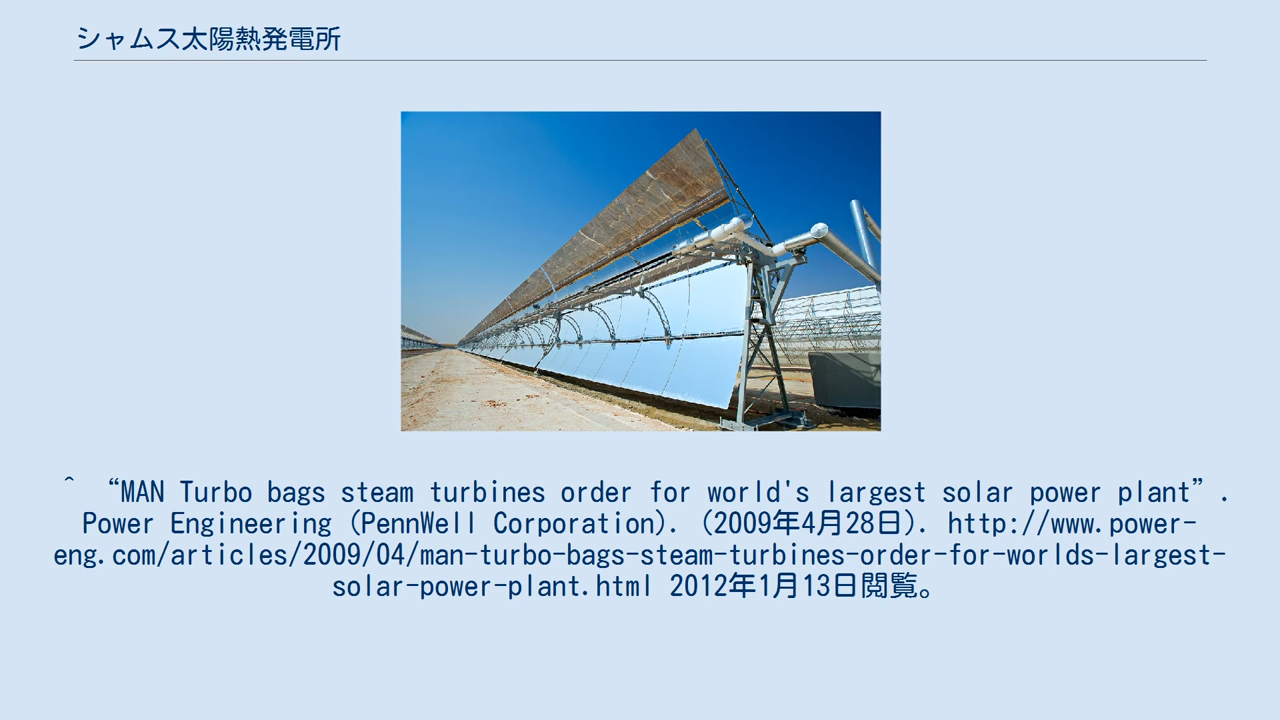 シャムス太陽熱発電所
^ “MAN Turbo bags steam turbines order for world's largest solar power plant”.
Power Engineering (PennWell Corporation). (2009年4月28日). http://www.power-
eng.com/articles/2009/04/man-turbo-bags-steam-turbines-order-for-worlds-largest-
solar-power-plant.html 2012年1月13日閲覧。